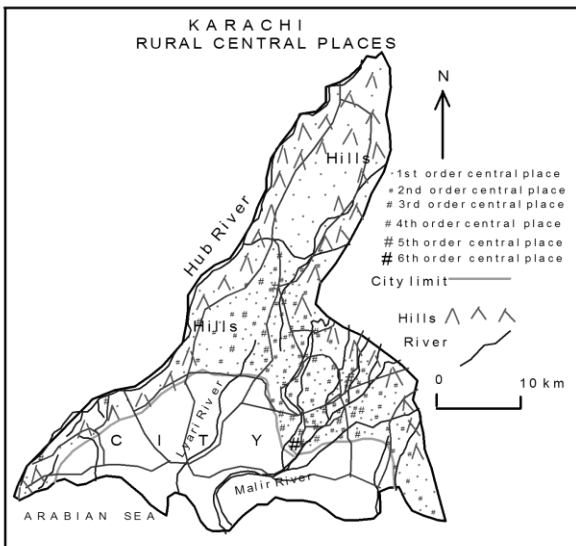 KARACHI
RURAL CENTRAL PLACES
N
Hills
Hub River
1st order central place
2nd order central place
# 3rd order central place
# 4th order central place
# 5th order central place
# 6th order central place
City limit
Hills
River
0 10 km
Hills
Lyari River
C I T Y
#
Malir River
ARABIAN SEA